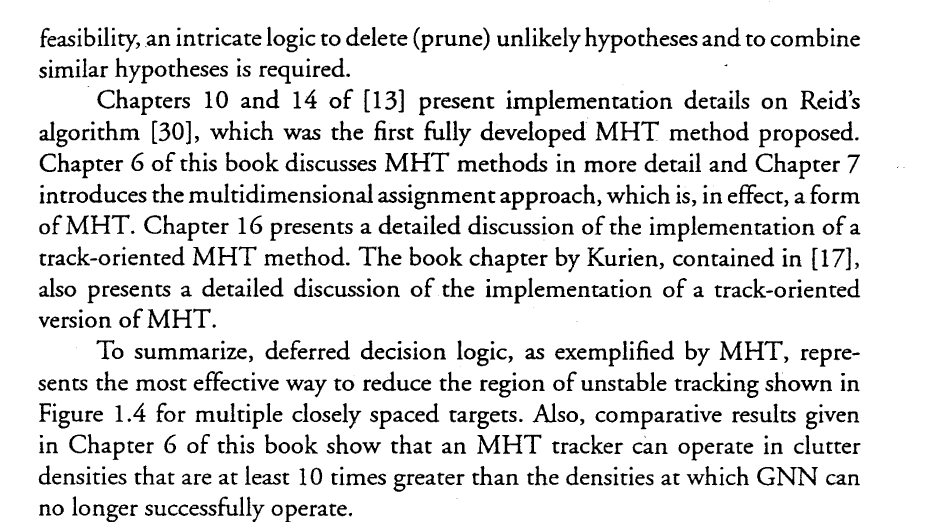 feasibility, an intricate logic to delete (prune) unlikely hypotheses and to combine
similar hypotheses is required.
Chapters 10 and 14 of [13] present implementation details on Reid's
algorithm [30], which was the first fully developed MHT method proposed.
Chapter 6 of this book discusses MHT methods in more detail and Chapter 7
introduces the multidimensional assignment approach, which is, in effect, a form
of MHT. Chapter 16 presents a detailed discussion of the implementation of a
track-oriented MHT method. The book chapter by Kurien, contained in [17],
also presents a detailed discussion of the implementation of a track-oriented
version of MHT.
To summarize, deferred decision logic, as exemplified by MHT, repre-
sents the most effective way to reduce the region of unstable tracking shown in
Figure 1.4 for multiple closely spaced targets. Also, comparative results given
in Chapter 6 of this book show that an MHT tracker can operate in clutter
densities that are at least 10 times greater than the densities at which GNN can
no longer successfully operate.